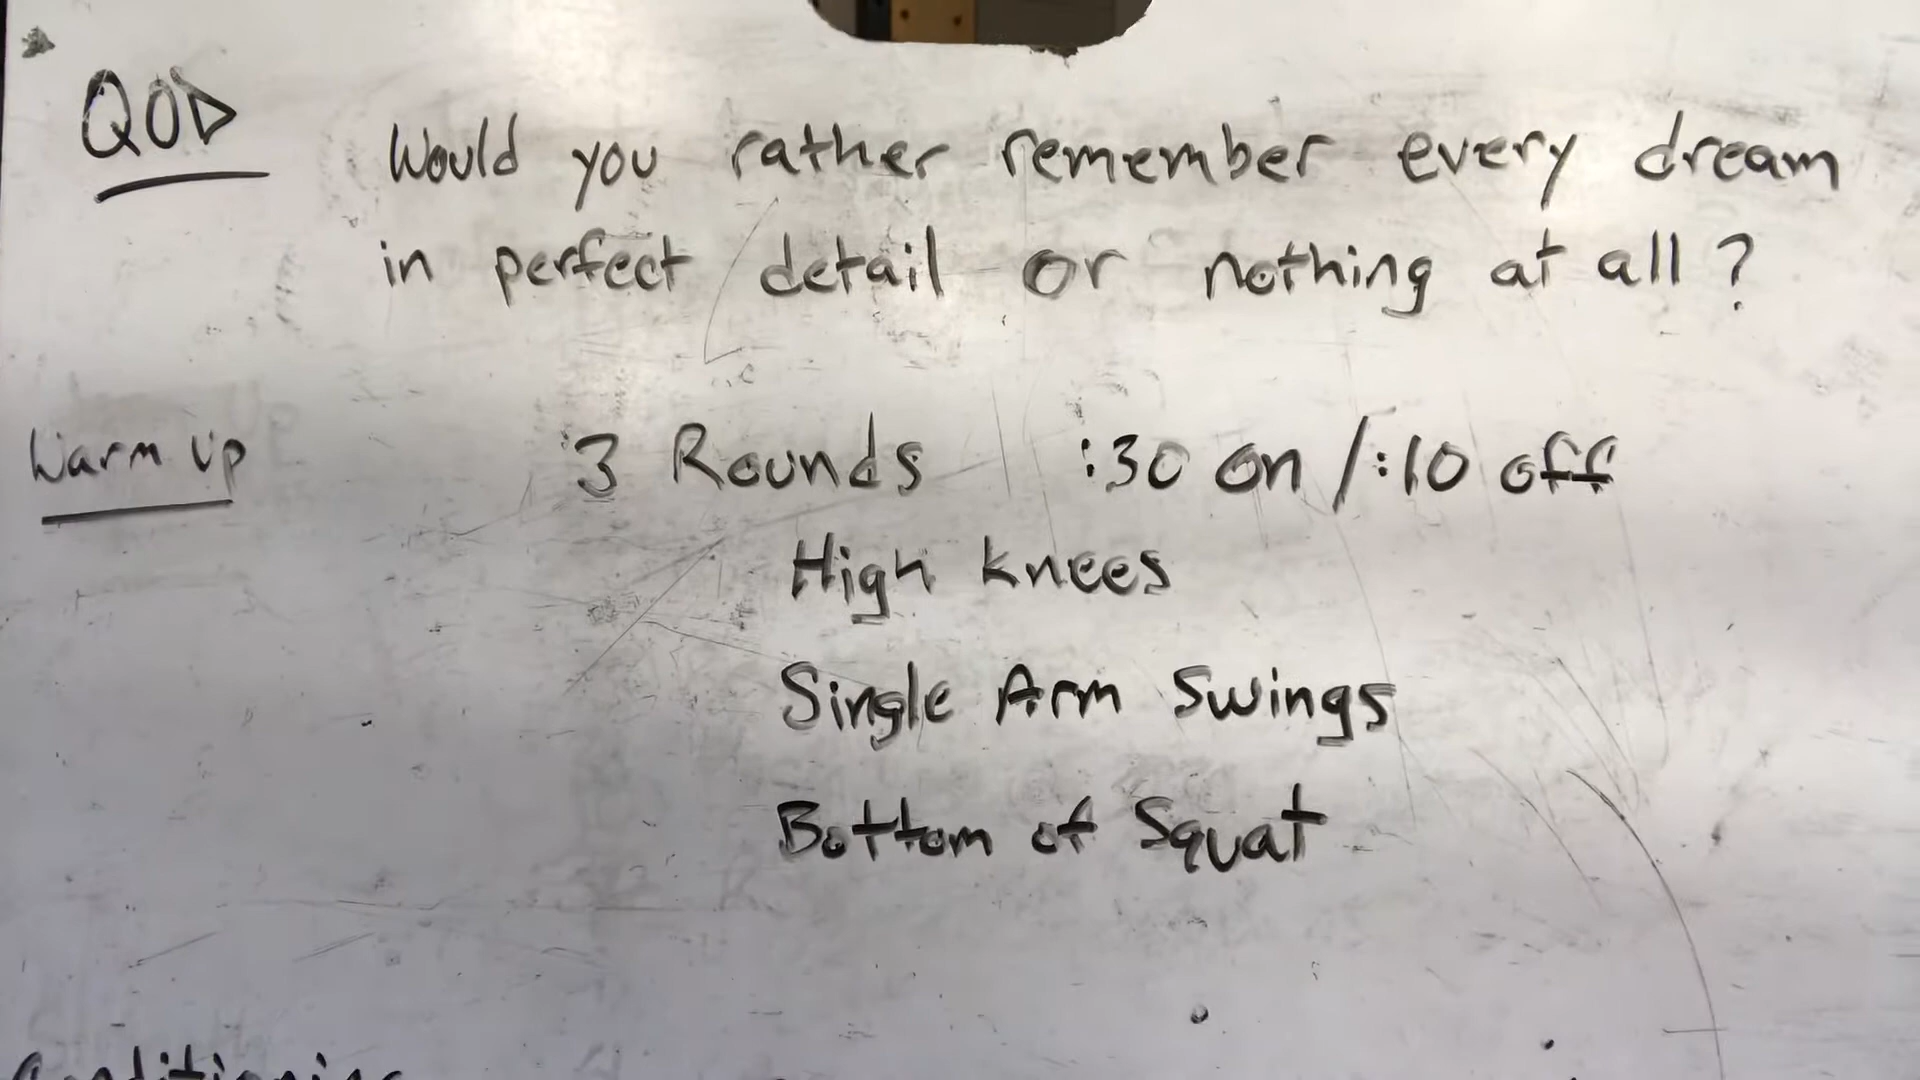 QOD
Would you rather remember every dream
in perfect detail or nothing at all?
Warm up
3 Rounds :30 on /:10 off
High knees
Single Arm Swings
Bottom of Squat
Conditioning